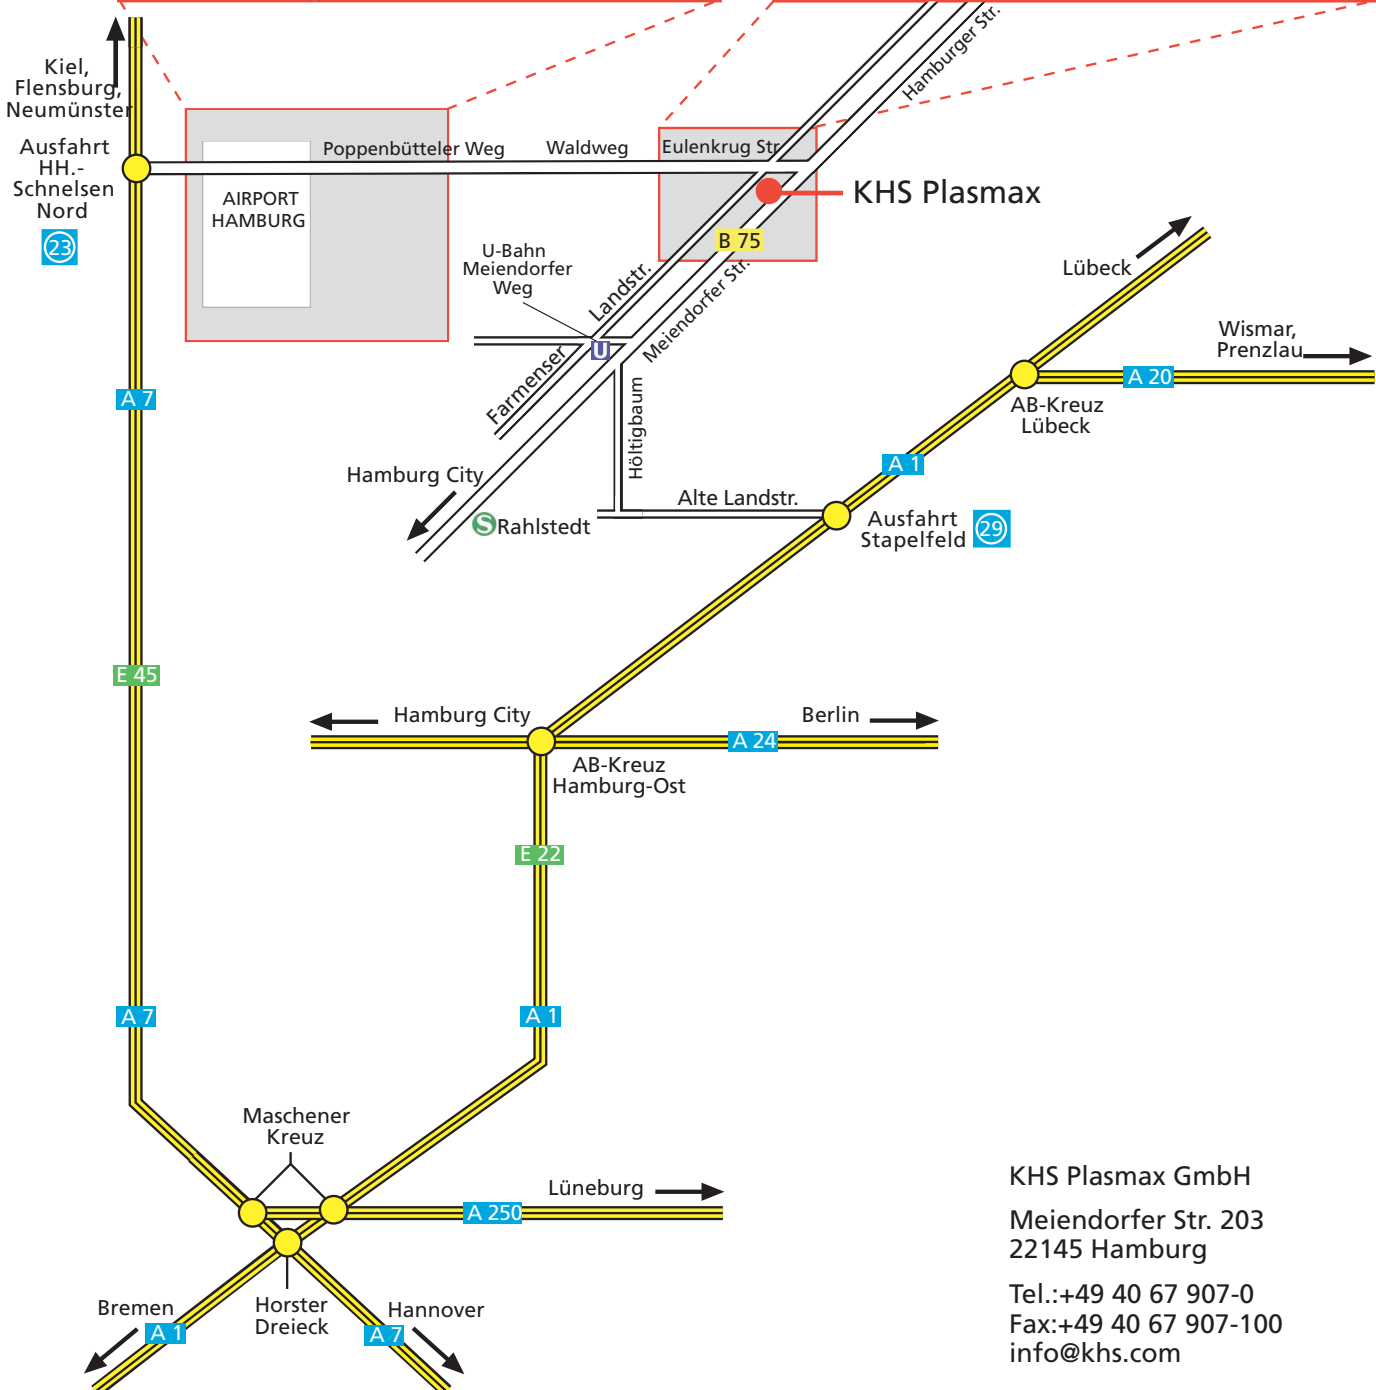 Kiel,
Flensburg,
Neumünster
Ausfahrt
HH.-
Schnelsen
Nord
23
AIRPORT
HAMBURG
Poppenbütteler Weg
Waldweg
Eulenkrug Str.
Hamburger Str.
KHS Plasmax
B 75
U-Bahn
Meiendorfer
Weg
Farmenser
Landstr.
Meiendorfer Str.
U
Höltigbaum
Hamburg City
S Rahlstedt
Alte Landstr.
Lübeck
Wismar,
Prenzlau
A 20
AB-Kreuz
Lübeck
A 1
Ausfahrt
Stapelfeld
29
A 7
E 45
Hamburg City
Berlin
A 24
AB-Kreuz
Hamburg-Ost
E 22
A 7
A 1
Maschener
Kreuz
Lüneburg
A 250
Bremen
A 1
Horster
Dreieck
Hannover
A 7
KHS Plasmax GmbH
Meiendorfer Str. 203
22145 Hamburg
Tel.:+49 40 67 907-0
Fax:+49 40 67 907-100
info@khs.com